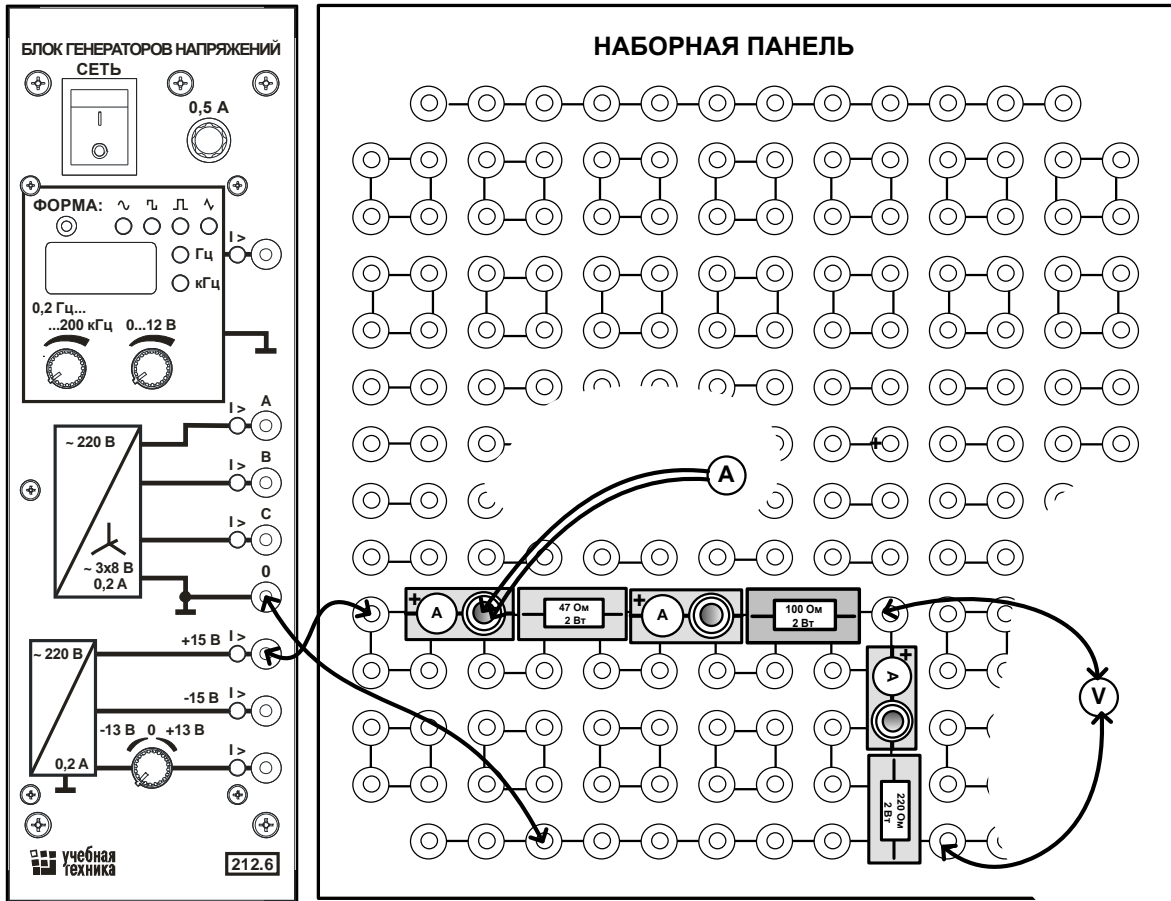 БЛОК ГЕНЕРАТОРОВ НАПРЯЖЕНИЙ
СЕТЬ
0,5 А
ФОРМА:
I >
Гц
кГц
0,2 Гц...
...200 кГц
0...12 В
~ 220 В
I > A
I > B
I > C
0
~ 3x8 В
0,2 А
~ 220 В
+15 В I >
-15 В I >
-13 В 0 +13 В I >
0,2 А
учебная
техника
212.6
НАБОРНАЯ ПАНЕЛЬ
+
A
+
A
47 Ом
2 Вт
+
A
100 Ом
2 Вт
+
A
V
220 Ом
2 Вт